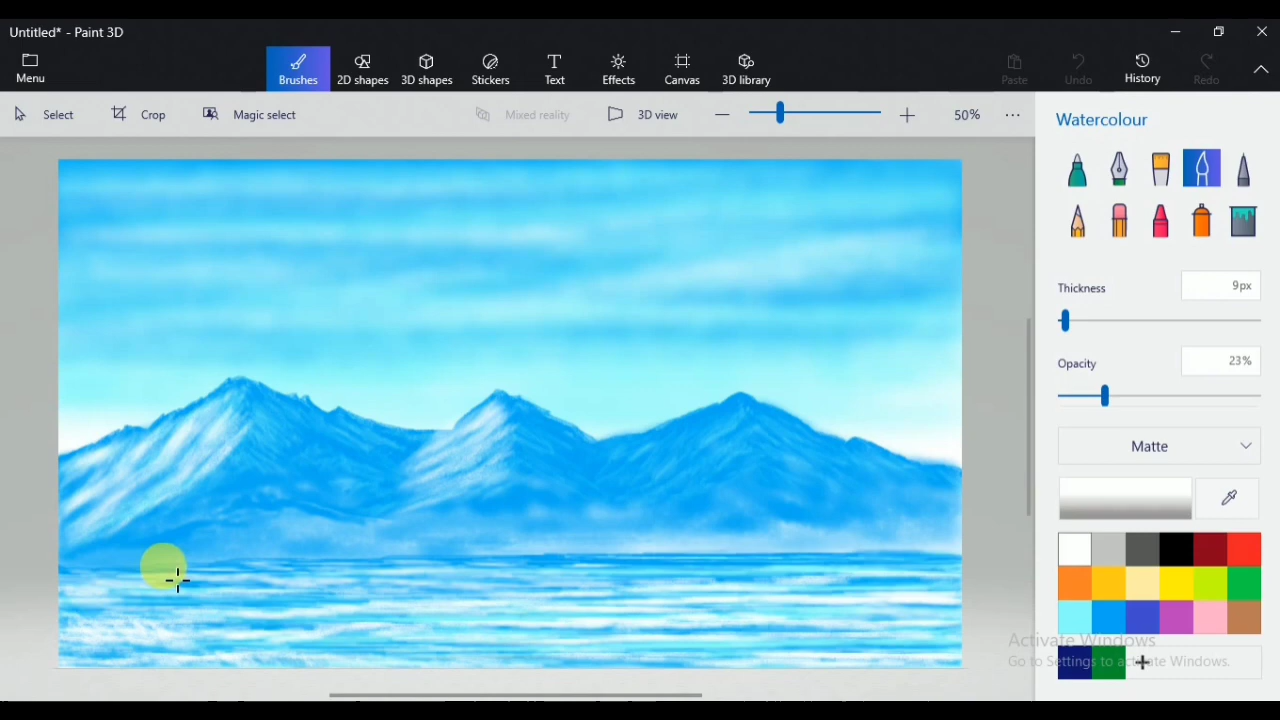 Untitled* - Paint 3D
Menu
Brushes
2D shapes
3D shapes
Stickers
Text
Effects
Canvas
3D library
Paste
Undo
History
Redo
Select
Crop
Magic select
Mixed reality
3D view
50%
Watercolour
Thickness
9px
Opacity
23%
Matte
Activate Windows
Go to Settings to activate Windows.